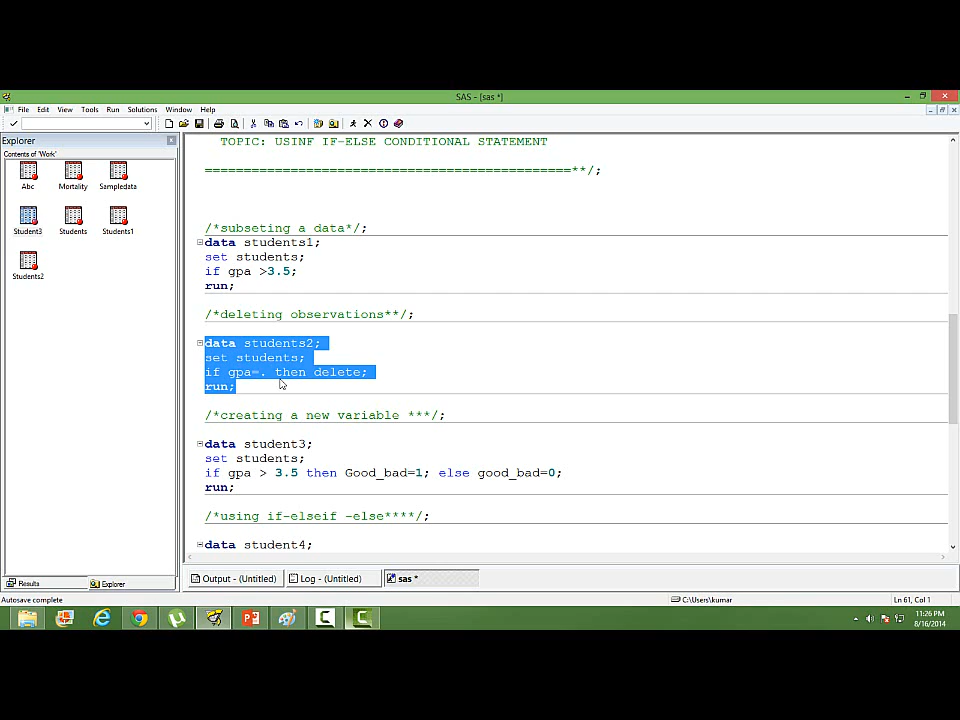 SAS - [sas *]
File Edit View Tools Run Solutions Window Help
Explorer
Contents of 'Work'
Abc Mortality Sampledata
Student3 Students Students1
Students2
TOPIC: USINF IF-ELSE CONDITIONAL STATEMENT
===============================================**/;
/*subseting a data*/;
data students1;
set students;
if gpa >3.5;
run;
/*deleting observations**/;
data students2;
set students;
if gpa=. then delete;
run;
/*creating a new variable ***/;
data student3;
set students;
if gpa > 3.5 then Good_bad=1; else good_bad=0;
run;
/*using if-elseif -else****/;
data student4;
Results Explorer
Output - (Untitled) Log - (Untitled) sas *
Autosave complete C:\Users\kumar Ln 61, Col 1
11:26 PM
8/16/2014